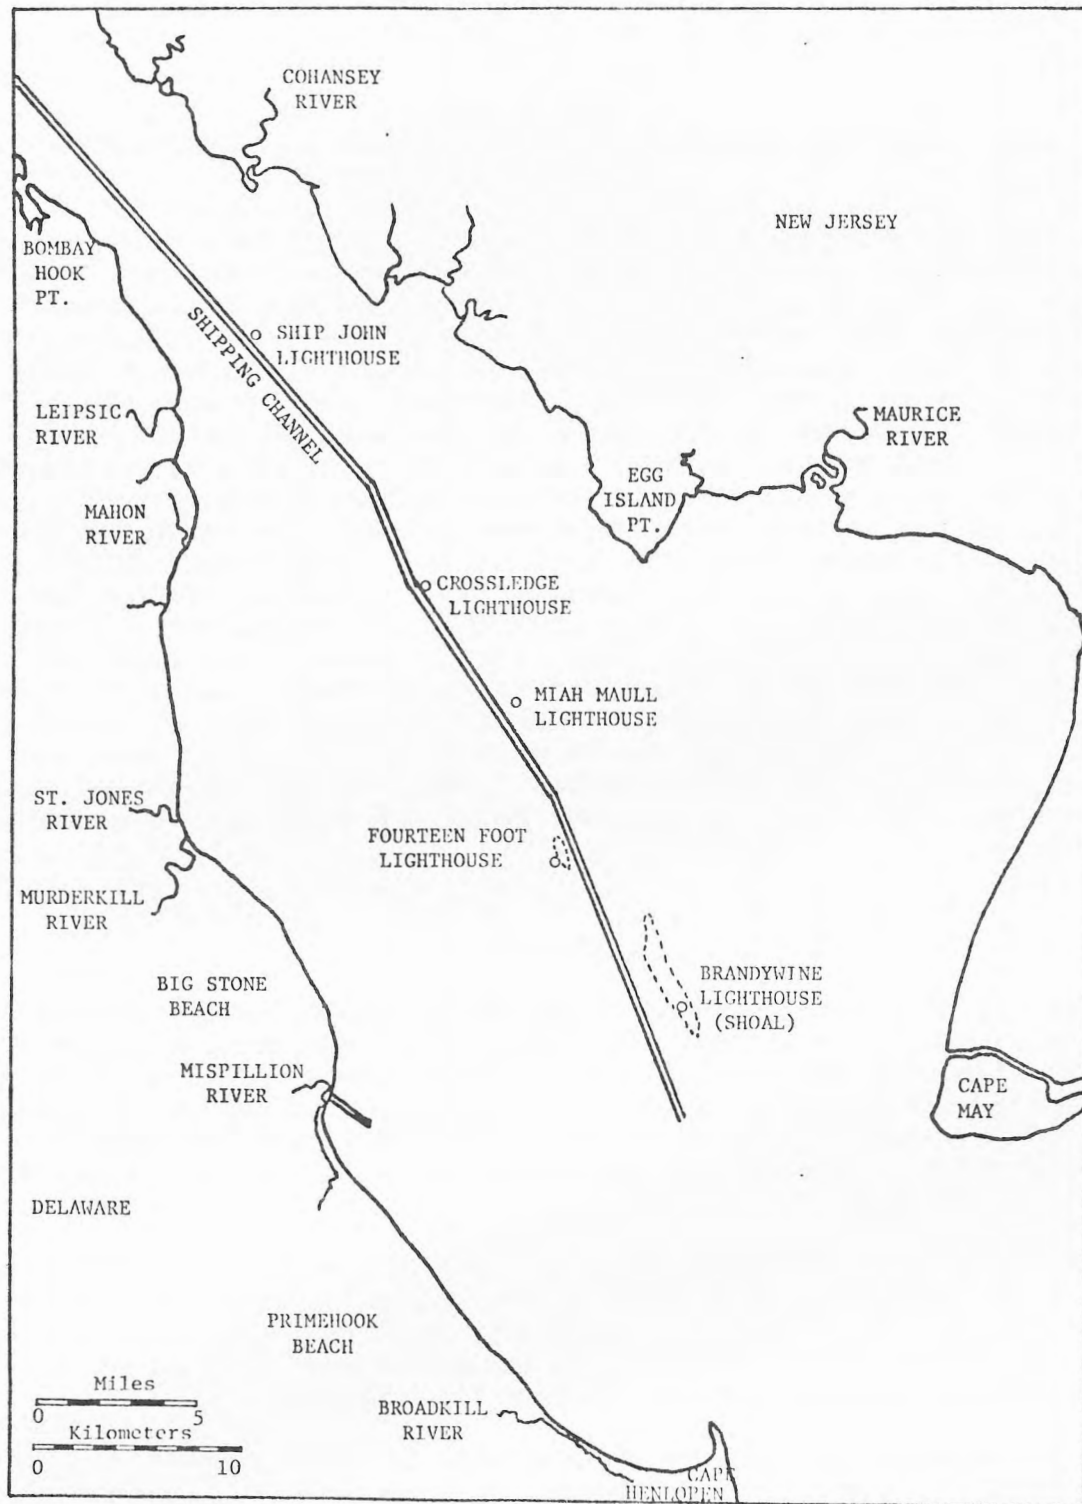 COHANSEY
RIVER
NEW JERSEY
BOMBAY
HOOK
PT.
SHIP JOHN
LIGHTHOUSE
SHIPPING CHANNEL
LEIPSIC
RIVER
MAURICE
RIVER
EGG
ISLAND
PT.
MAHON
RIVER
CROSSLEDGE
LIGHTHOUSE
MIAH MAULL
LIGHTHOUSE
ST. JONES
RIVER
FOURTEEN FOOT
LIGHTHOUSE
MURDERKILL
RIVER
BIG STONE
BEACH
BRANDYWINE
LIGHTHOUSE
(SHOAL)
MISPILLION
RIVER
CAPE
MAY
DELAWARE
PRIMEHOOK
BEACH
Miles
0 5
Kilometers
0 10
BROADKILL
RIVER
CAPE
HENLOPEN